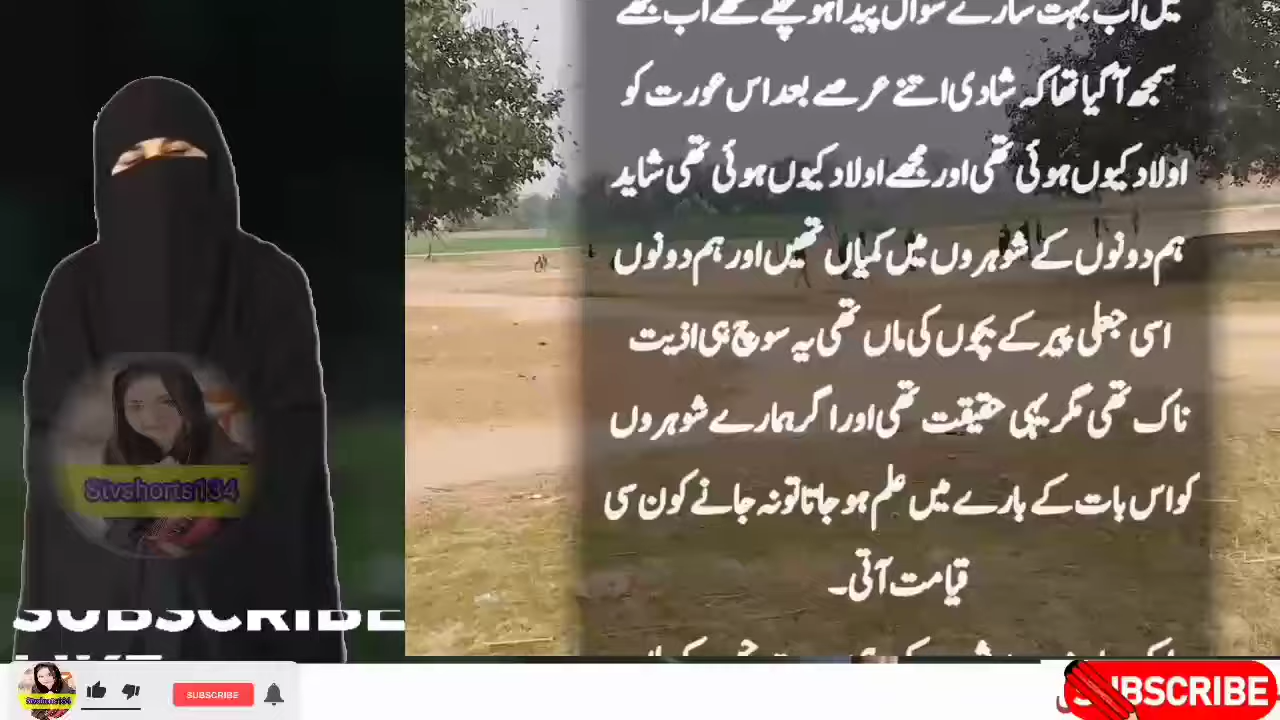 میں اب بہت سارے سوال پیدا ہو چکے تھے اب مجھے
سمجھ آ گیا تھا کہ شادی اتنے عرصے بعد اس عورت کو
اولاد کیوں ہوئی تھی اور مجھے اولاد کیوں ہوئی تھی شاید
ہم دونوں کے شوہروں میں کمیاں تھیں اور ہم دونوں
اسی جعلی پیر کے بچوں کی ماں تھی یہ سوچ ہی اذیت
ناک تھی مگر یہی حقیقت تھی اور اگر ہمارے شوہروں
کو اس بات کے بارے میں علم ہو جاتا تو نہ جانے کون سی
قیامت آتی۔
Stvshorts134
SUBSCRIBE
LIKE
Stvshorts134
SUBSCRIBE
SUBSCRIBE